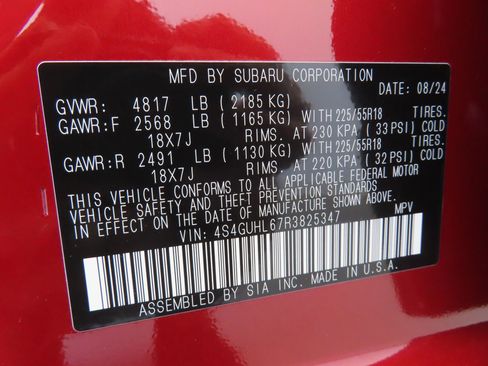 MFD BY SUBARU CORPORATION
DATE: 08/24
GVWR: 4817 LB (2185 KG)
GAWR:F 2568 LB (1165 KG) WITH 225/55R18 TIRES.
18X7J RIMS. AT 230 KPA (33 PSI) COLD
GAWR:R 2491 LB (1130 KG) WITH 225/55R18 TIRES.
18X7J RIMS. AT 220 KPA (32 PSI) COLD
THIS VEHICLE CONFORMS TO ALL APPLICABLE FEDERAL MOTOR
VEHICLE SAFETY AND THEFT PREVENTION STANDARDS
IN EFFECT ON THE DATE OF MANUFACTURE SHOWN ABOVE.
VIN: 4S4GUHL67R3825347 MPV
ASSEMBLED BY SIA INC. MADE IN U.S.A.